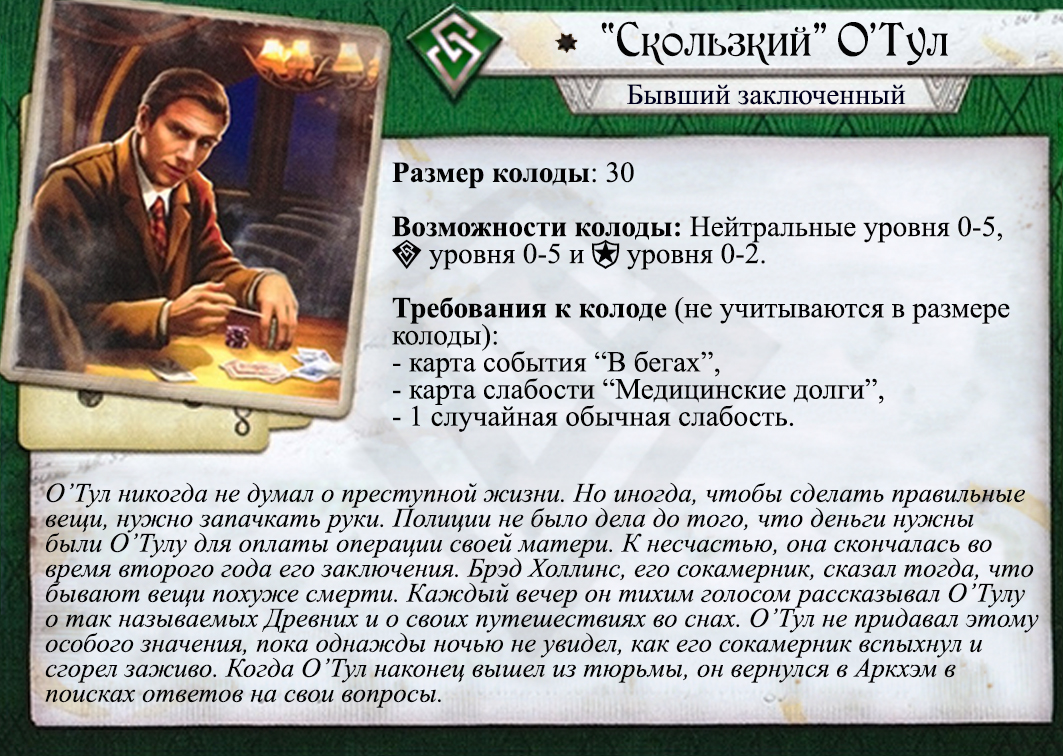 “Скользкий” О’Тул
Бывший заключенный
Размер колоды: 30
Возможности колоды: Нейтральные уровня 0-5,
уровня 0-5 и уровня 0-2.
Требования к колоде (не учитываются в размере
колоды):
- карта события “В бегах”,
- карта слабости “Медицинские долги”,
- 1 случайная обычная слабость.
О’Тул никогда не думал о преступной жизни. Но иногда, чтобы сделать правильные
вещи, нужно запачкать руки. Полиции не было дела до того, что деньги нужны
были О’Тулу для оплаты операции своей матери. К несчастью, она скончалась во
время второго года его заключения. Брэд Холлинс, его сокамерник, сказал тогда, что
бывают вещи похуже смерти. Каждый вечер он тихим голосом рассказывал О’Тулу
о так называемых Древних и о своих путешествиях во снах. О’Тул не придавал этому
особого значения, пока однажды ночью не увидел, как его сокамерник вспыхнул и
сгорел заживо. Когда О’Тул наконец вышел из тюрьмы, он вернулся в Аркхэм в
поисках ответов на свои вопросы.